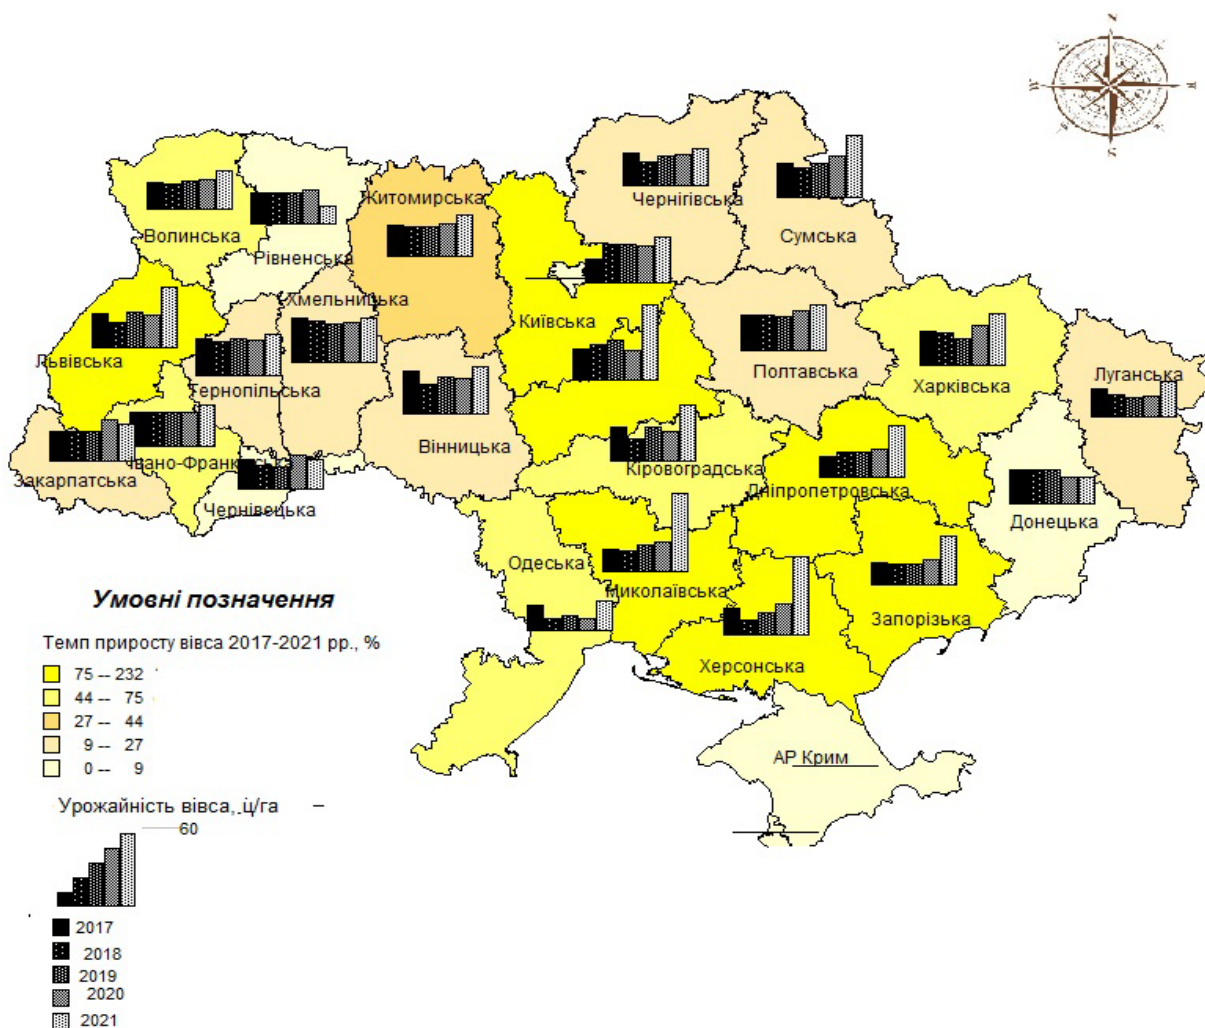 N
W
E
S
Чернігівська
Житомирська
Сумська
Волинська
Рівненська
Хмельницька
Київська
Львівська
Полтавська
Луганська
Харківська
Тернопільська
Вінницька
Івано-Франківська
Кіровоградська
Закарпатська
Дніпропетровська
Чернівецька
Донецька
Одеська
Миколаївська
Запорізька
Херсонська
АР Крим
Умовні позначення
Темп приросту вівса 2017-2021 рр., %
75 -- 232
44 -- 75
27 -- 44
9 -- 27
0 -- 9
Урожайність вівса, ц/га
60
2017
2018
2019
2020
2021